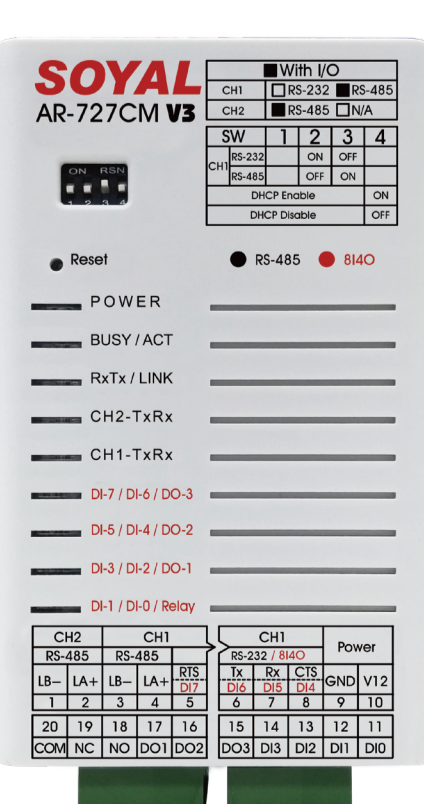 SOYAL
AR-727CM V3
■ With I/O
CH1 □ RS-232 ■ RS-485
CH2 ■ RS-485 □ N/A
SW 1 2 3 4
CH1 RS-232 ON OFF
RS-485 OFF ON
DHCP Enable ON
DHCP Disable OFF
ON RSN
1 2 3 4
Reset
● RS-485 ● 8I4O
POWER
BUSY / ACT
RxTx / LINK
CH2-TxRx
CH1-TxRx
DI-7 / DI-6 / DO-3
DI-5 / DI-4 / DO-2
DI-3 / DI-2 / DO-1
DI-1 / DI-0 / Relay
CH2 CH1 CH1 Power
RS-485 RS-485 RS-232 / 8I4O
LB– LA+ LB– LA+ RTS Tx Rx CTS GND V12
DI7 DI6 DI5 DI4
1 2 3 4 5 6 7 8 9 10
20 19 18 17 16 15 14 13 12 11
COM NC NO DO1 DO2 DO3 DI3 DI2 DI1 DI0